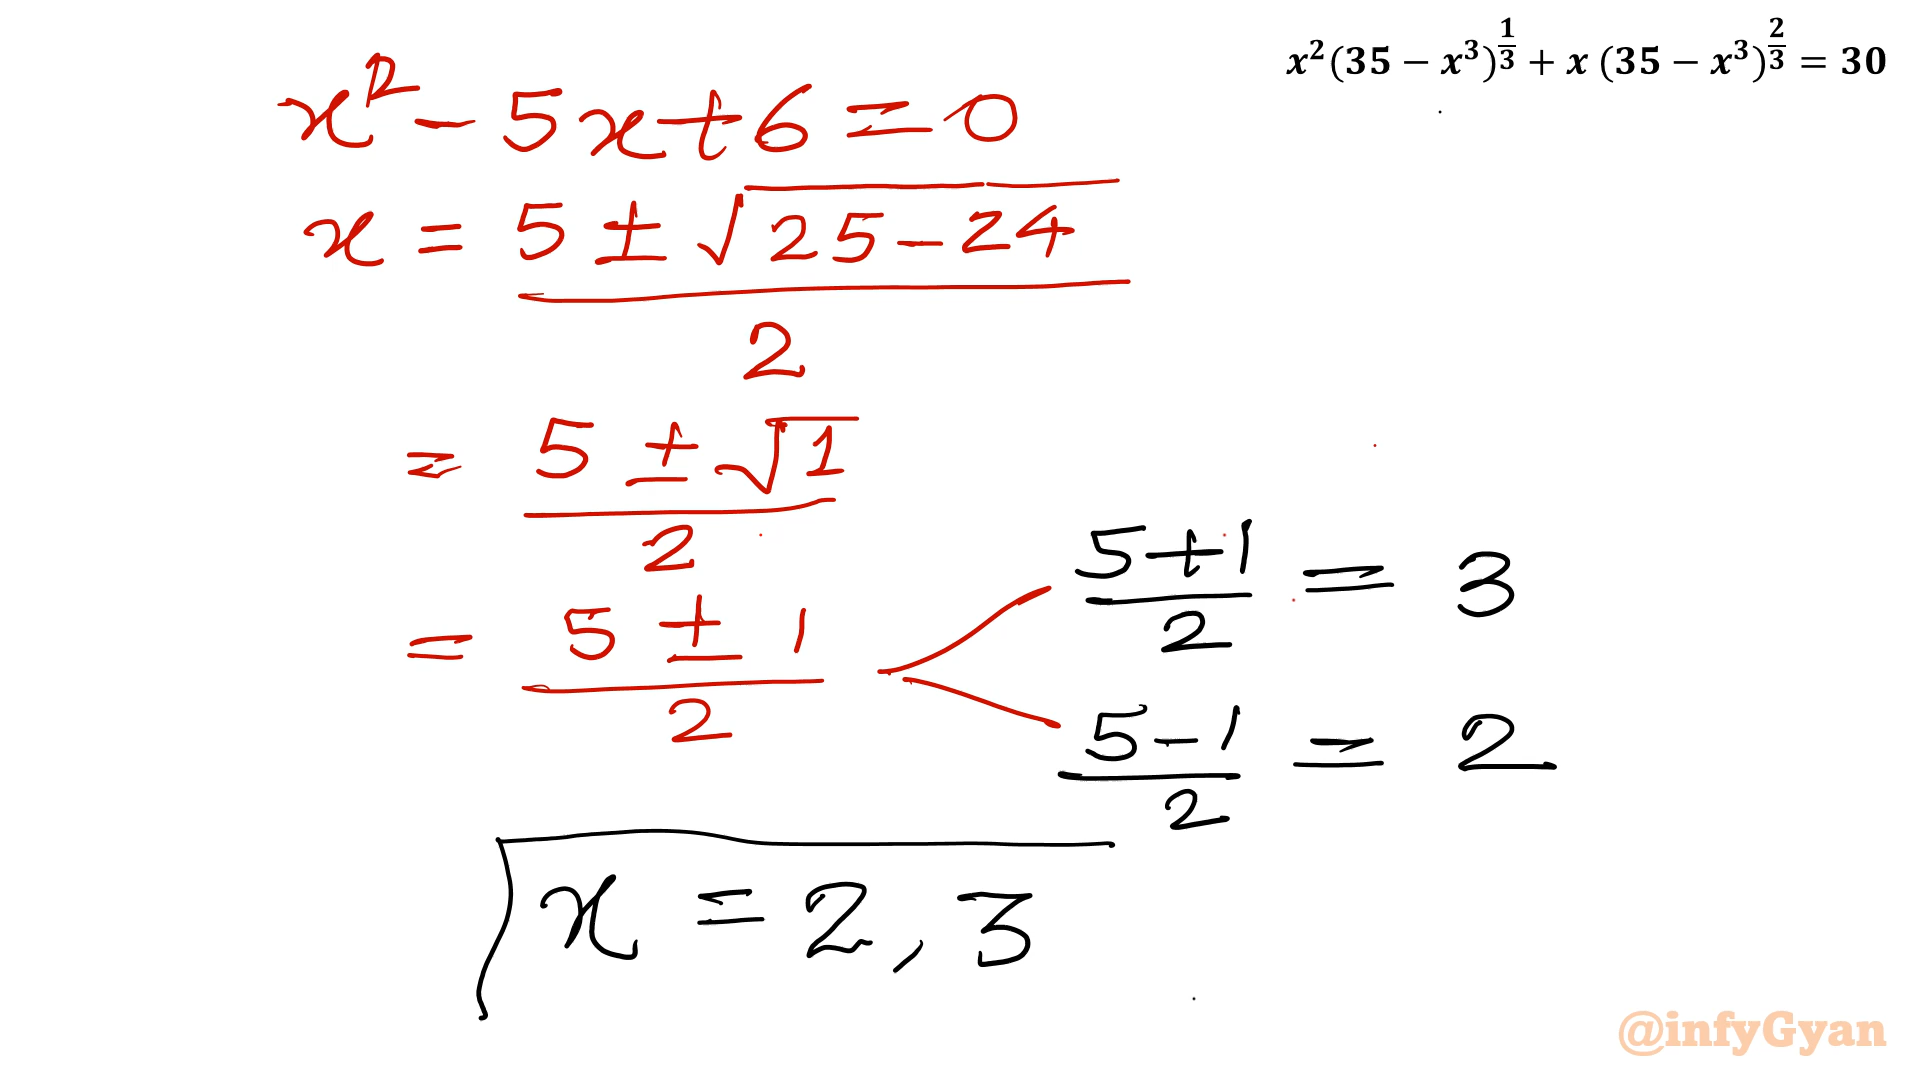 x²(35 − x³)^(1/3) + x (35 − x³)^(2/3) = 30
x² − 5x + 6 = 0
x = (5 ± √(25 − 24))/2
= (5 ± √1)/2
= (5 ± 1)/2
(5 + 1)/2 = 3
(5 − 1)/2 = 2
x = 2, 3
@infyGyan